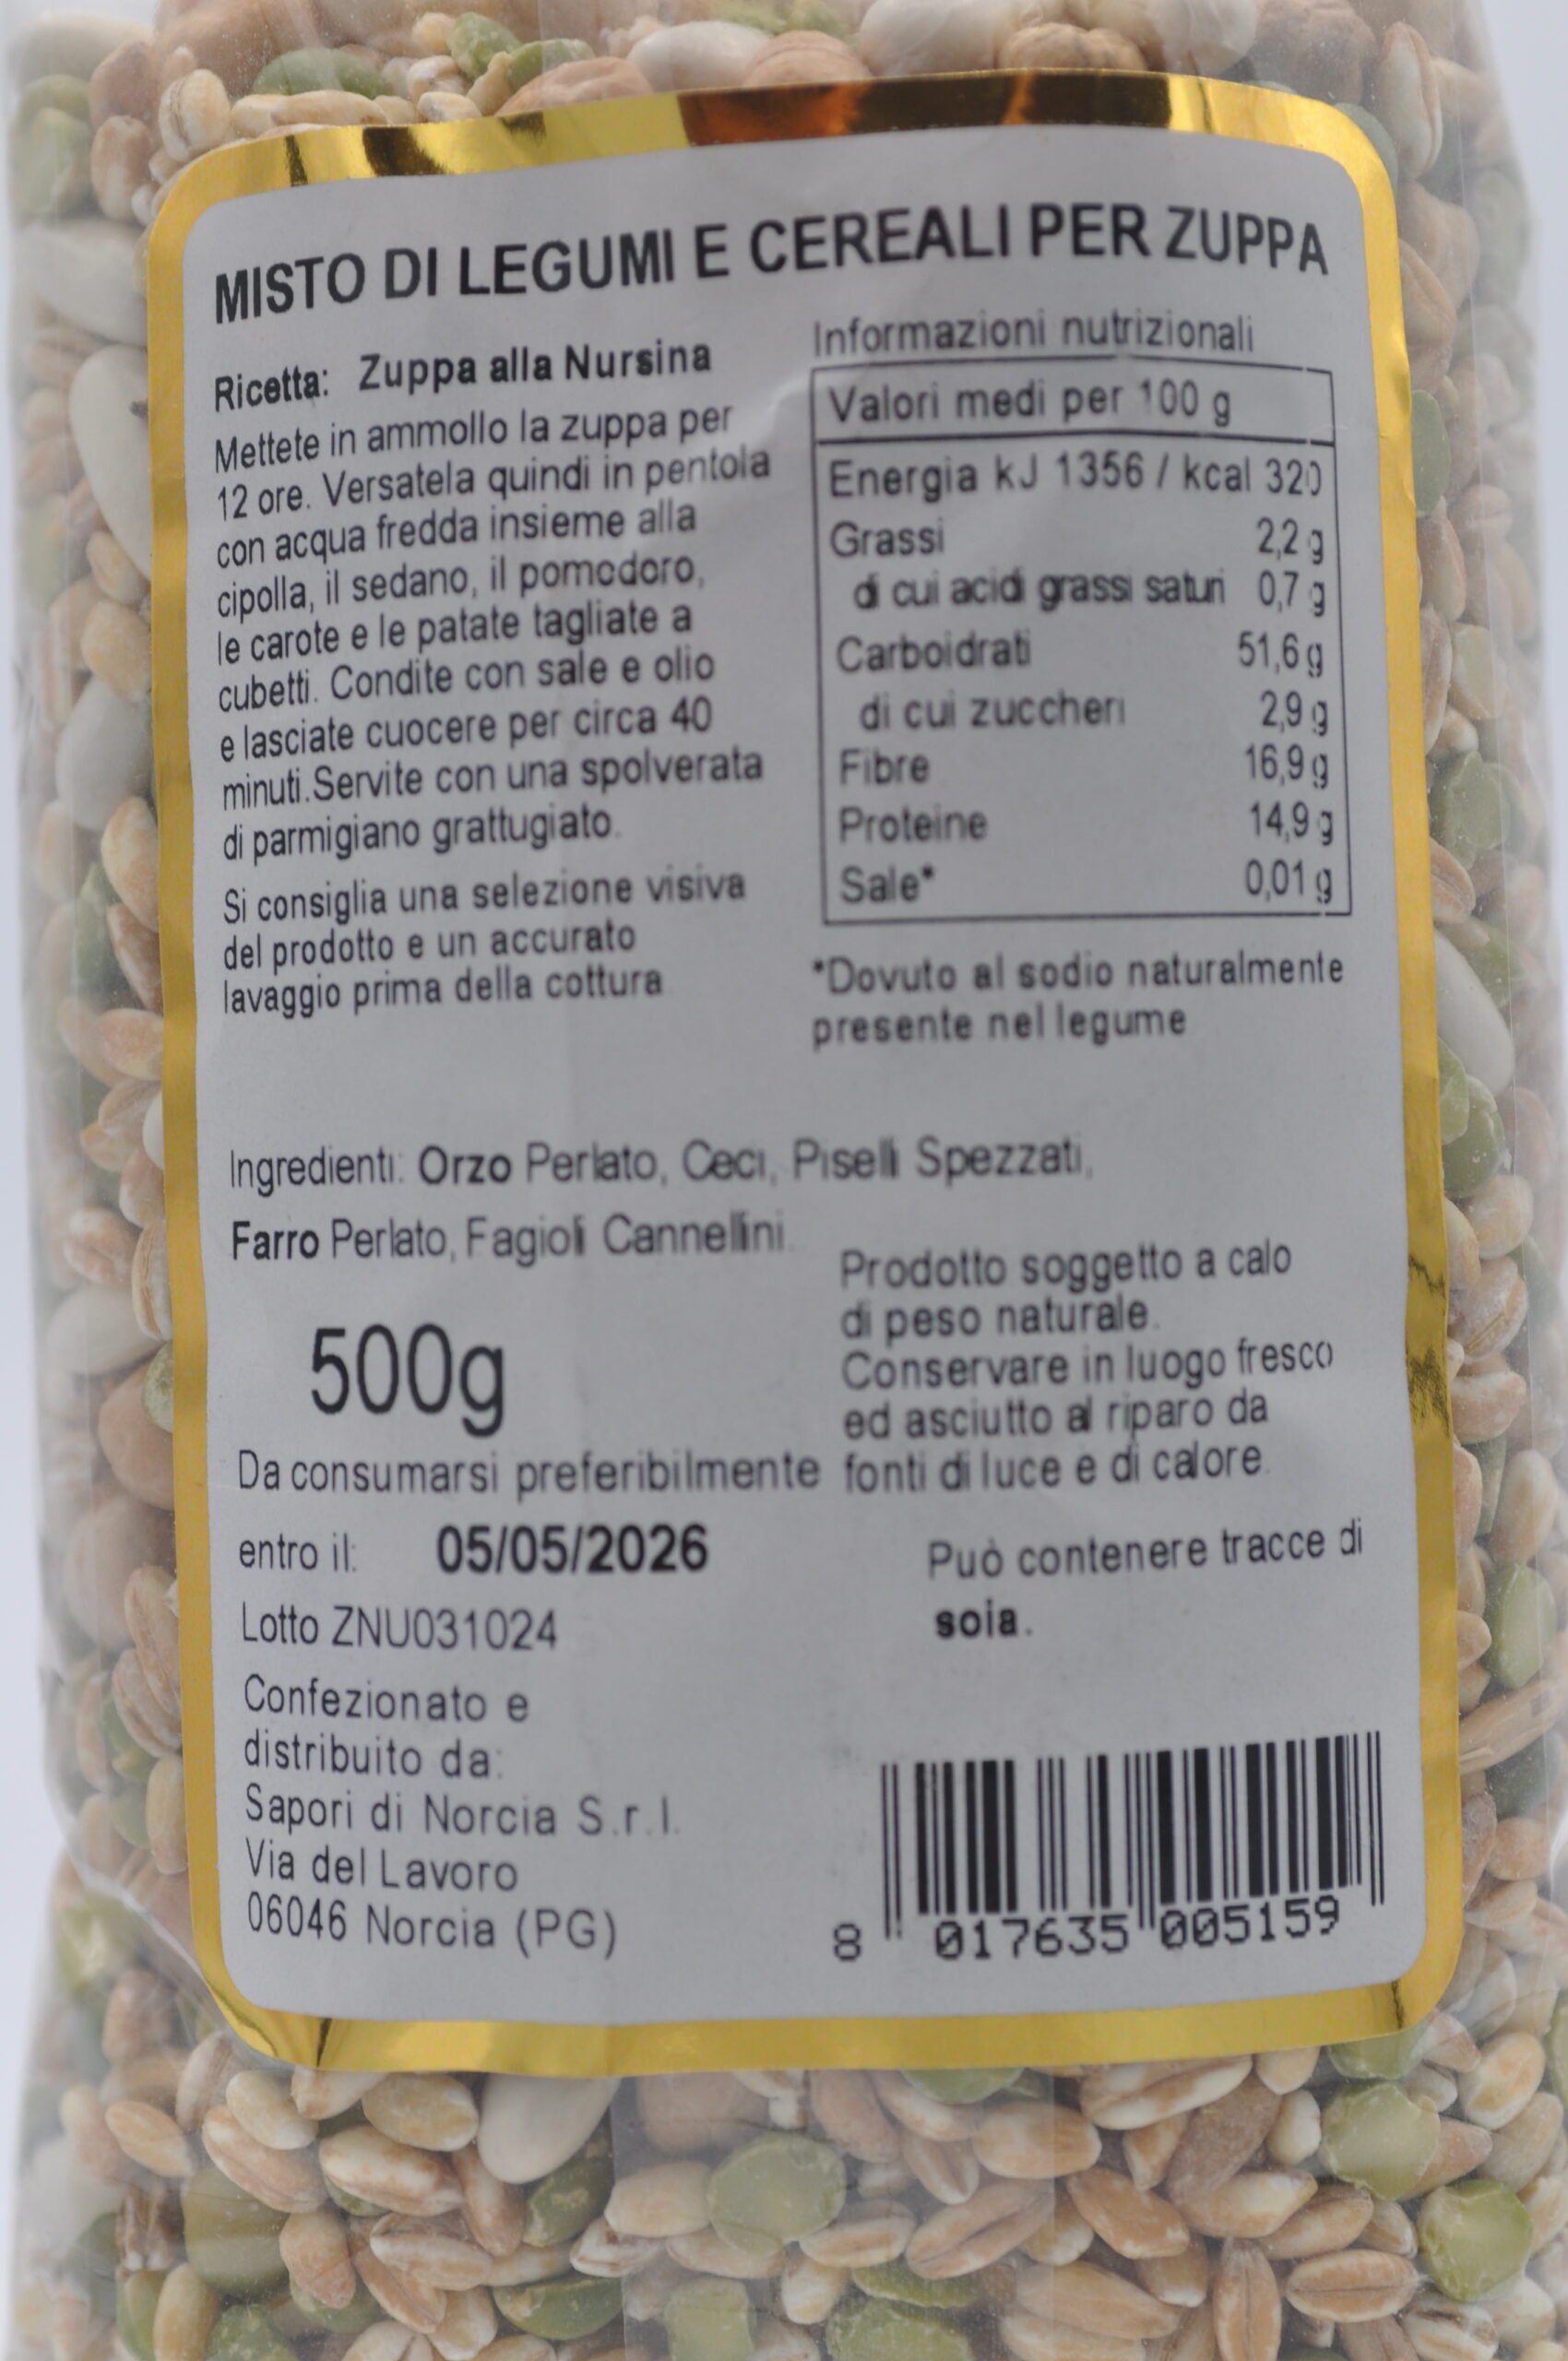 MISTO DI LEGUMI E CEREALI PER ZUPPA
Ricetta: Zuppa alla Nursina
Mettete in ammollo la zuppa per
12 ore. Versatela quindi in pentola
con acqua fredda insieme alla
cipolla, il sedano, il pomodoro,
le carote e le patate tagliate a
cubetti. Condite con sale e olio
e lasciate cuocere per circa 40
minuti.Servite con una spolverata
di parmigiano grattugiato.
Si consiglia una selezione visiva
del prodotto e un accurato
lavaggio prima della cottura
Informazioni nutrizionali
Valori medi per 100 g
Energia kJ 1356 / kcal 320
Grassi 2,2 g
di cui acidi grassi saturi 0,7 g
Carboidrati 51,6 g
di cui zuccheri 2,9 g
Fibre 16,9 g
Proteine 14,9 g
Sale* 0,01 g
*Dovuto al sodio naturalmente
presente nel legume
Ingredienti: Orzo Perlato, Ceci, Piselli Spezzati,
Farro Perlato, Fagioli Cannellini.
500g
Da consumarsi preferibilmente
entro il: 05/05/2026
Lotto ZNU031024
Confezionato e
distribuito da:
Sapori di Norcia S.r.l.
Via del Lavoro
06046 Norcia (PG)
Prodotto soggetto a calo
di peso naturale.
Conservare in luogo fresco
ed asciutto al riparo da
fonti di luce e di calore.
Può contenere tracce di
soia.
8 017635 005159